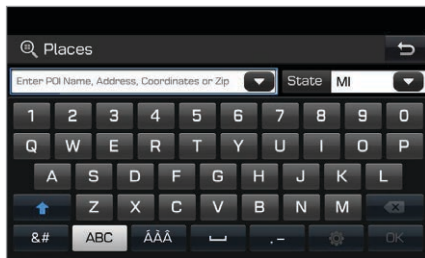 Places
Enter POI Name, Address, Coordinates or Zip State MI
1 2 3 4 5 6 7 8 9 0
Q W E R T Y U I O P
A S D F G H J K L
Z X C V B N M
&# ABC ÁÀÂ .– OK